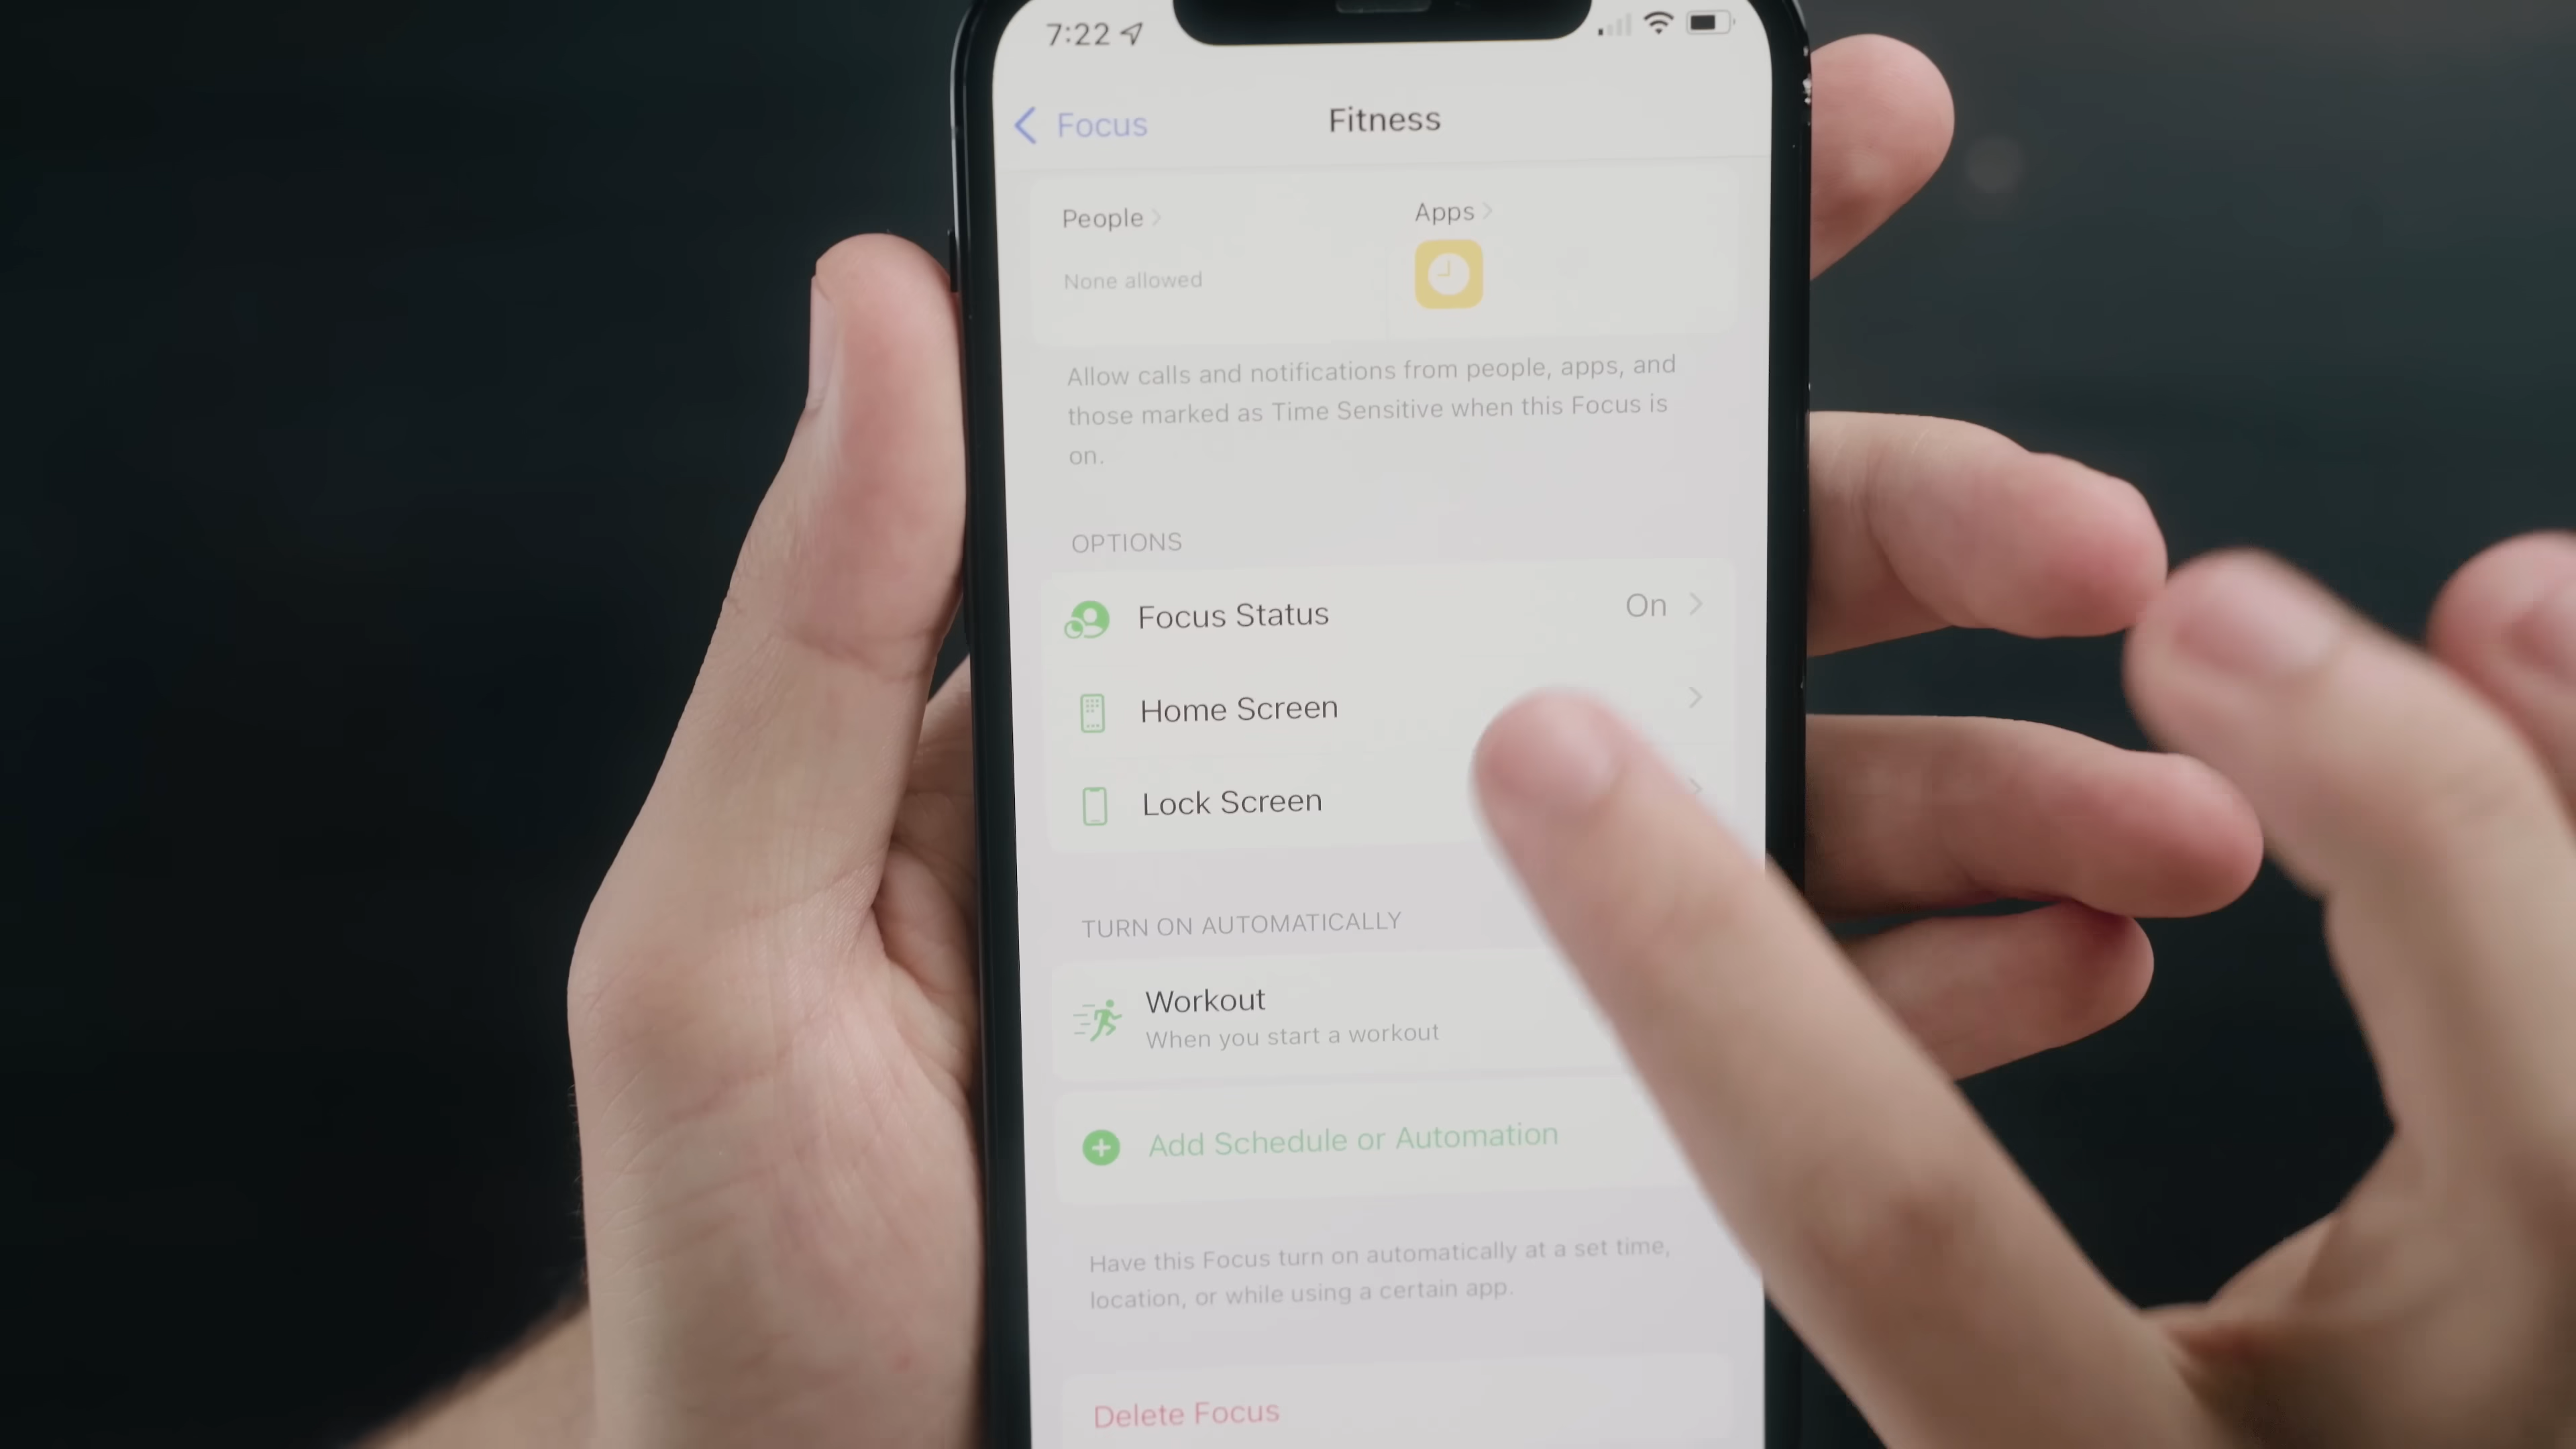 7:22
Focus
Fitness
People
Apps
None allowed
Allow calls and notifications from people, apps, and
those marked as Time Sensitive when this Focus is
on.
OPTIONS
Focus Status
On
Home Screen
Lock Screen
TURN ON AUTOMATICALLY
Workout
When you start a workout
Add Schedule or Automation
Have this Focus turn on automatically at a set time,
location, or while using a certain app.
Delete Focus